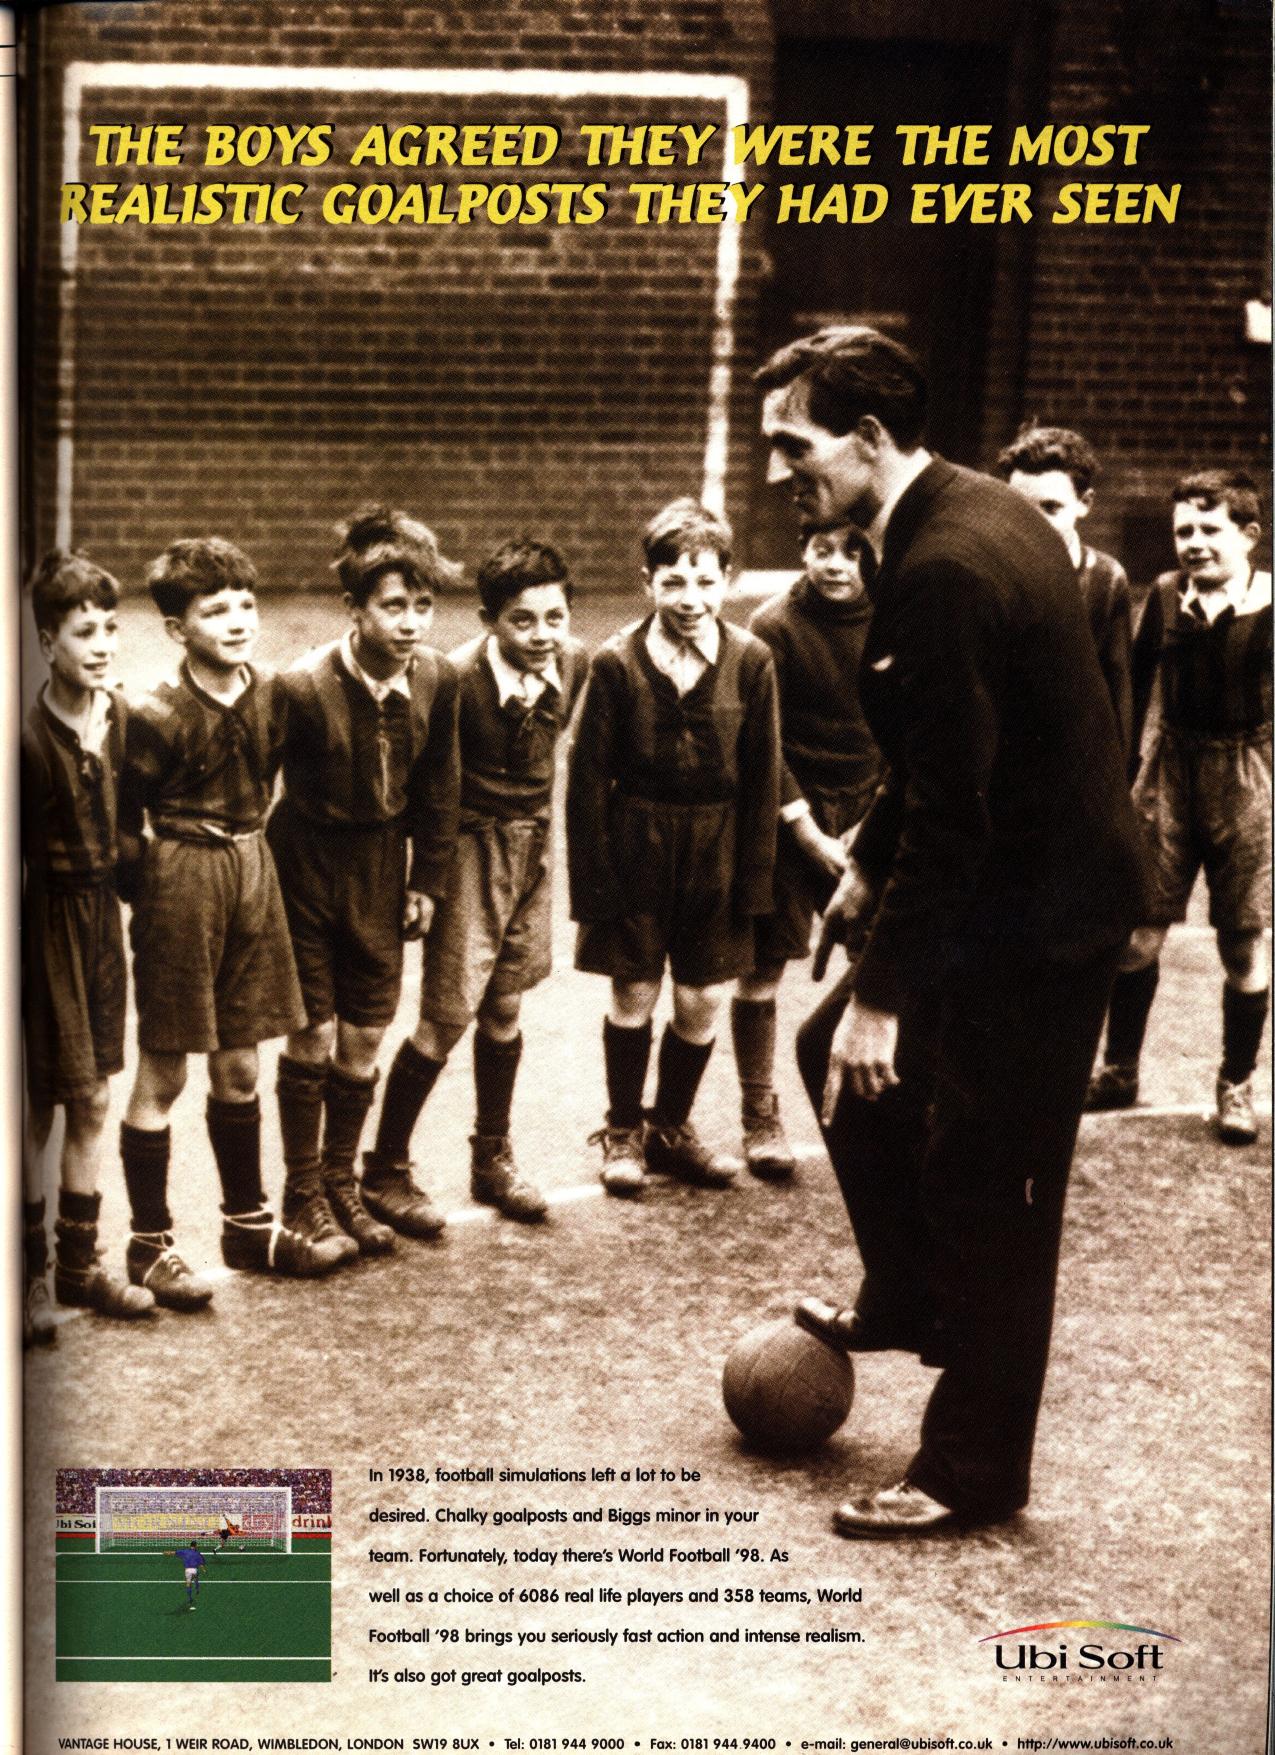 THE BOYS AGREED THEY WERE THE MOST
REALISTIC GOALPOSTS THEY HAD EVER SEEN
In 1938, football simulations left a lot to be
desired. Chalky goalposts and Biggs minor in your
team. Fortunately, today there's World Football '98. As
well as a choice of 6086 real life players and 358 teams, World
Football '98 brings you seriously fast action and intense realism.
It's also got great goalposts.
Ubi Soft
ENTERTAINMENT
VANTAGE HOUSE, 1 WEIR ROAD, WIMBLEDON, LONDON SW19 8UX • Tel: 0181 944 9000 • Fax: 0181 944 9400 • e-mail: general@ubisoft.co.uk • http://www.ubisoft.co.uk